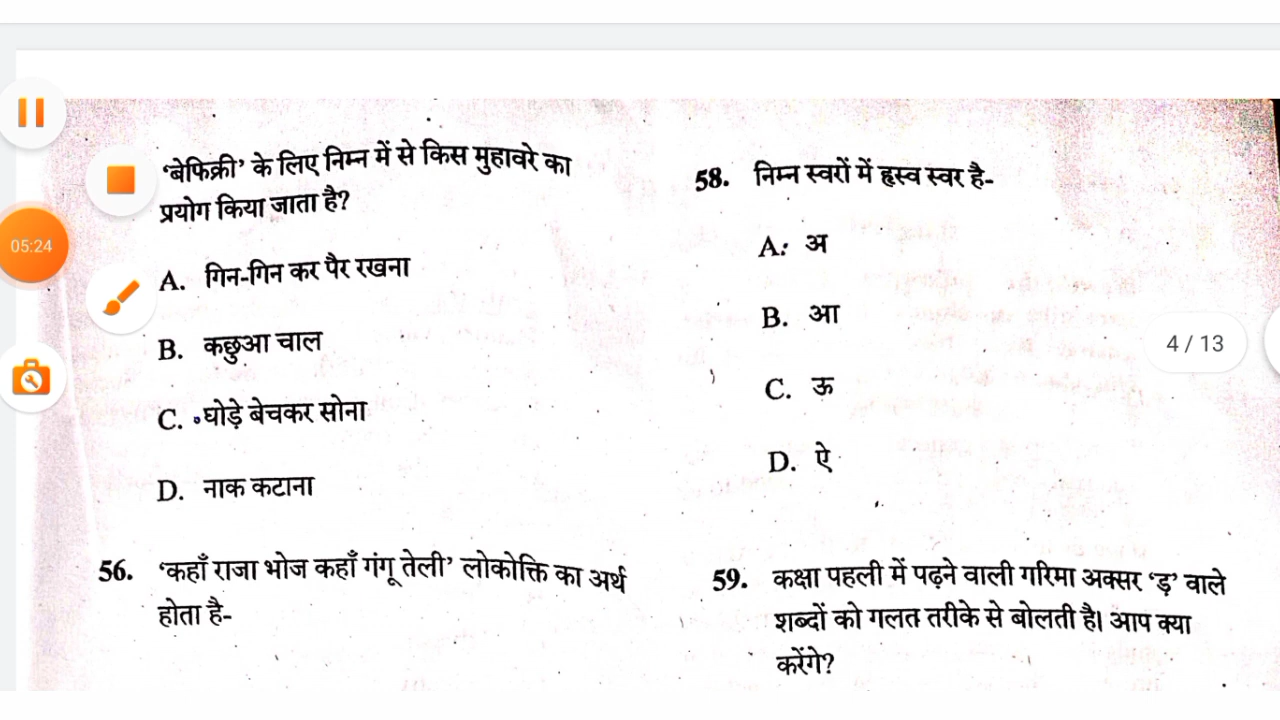 05:24
4 / 13
‘बेफिक्री’ के लिए निम्न में से किस मुहावरे का
प्रयोग किया जाता है?
A. गिन-गिन कर पैर रखना
B. कछुआ चाल
C. घोड़े बेचकर सोना
D. नाक कटाना
56. ‘कहाँ राजा भोज कहाँ गंगू तेली’ लोकोक्ति का अर्थ
होता है-
58. निम्न स्वरों में हृस्व स्वर है-
A. अ
B. आ
C. ऊ
D. ऐ
59. कक्षा पहली में पढ़ने वाली गरिमा अक्सर ‘ड़’ वाले
शब्दों को गलत तरीके से बोलती है। आप क्या
करेंगे?